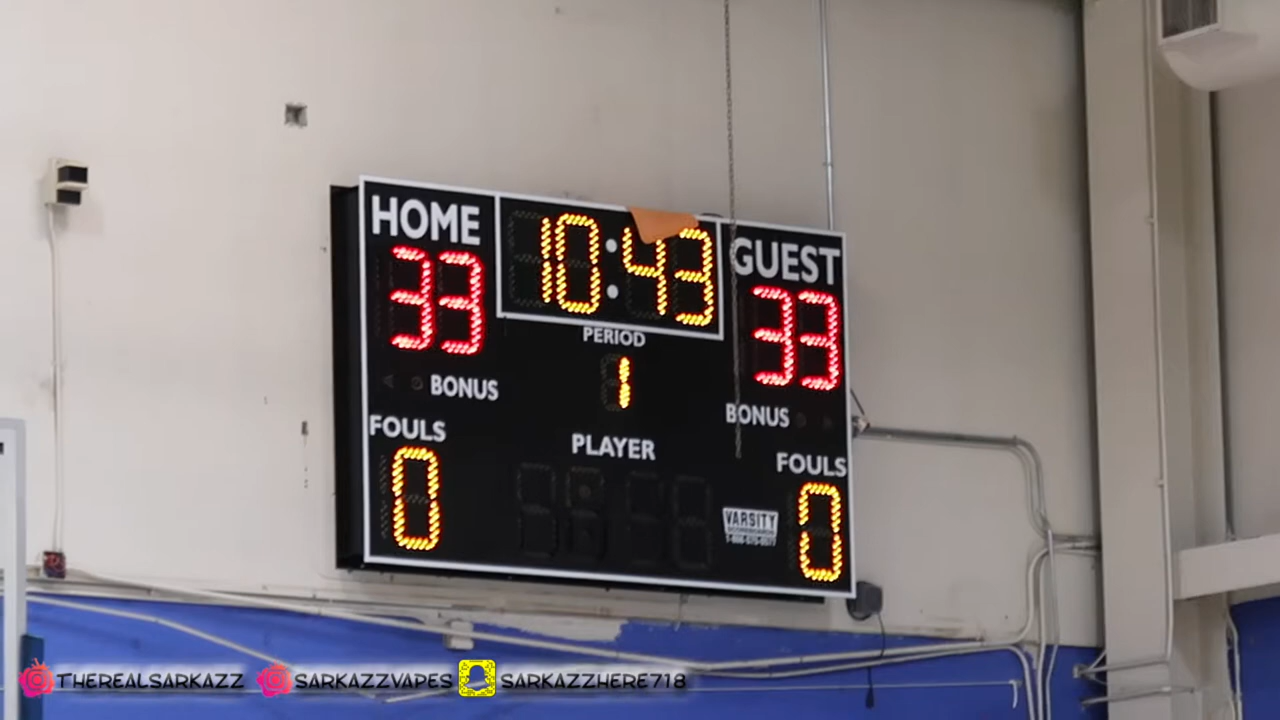 HOME
10:43
GUEST
33
33
PERIOD
1
BONUS
BONUS
FOULS
PLAYER
FOULS
0
0
VARSITY
THEREALSARKAZZ
SARKAZZVAPES
SARKAZZHERE718